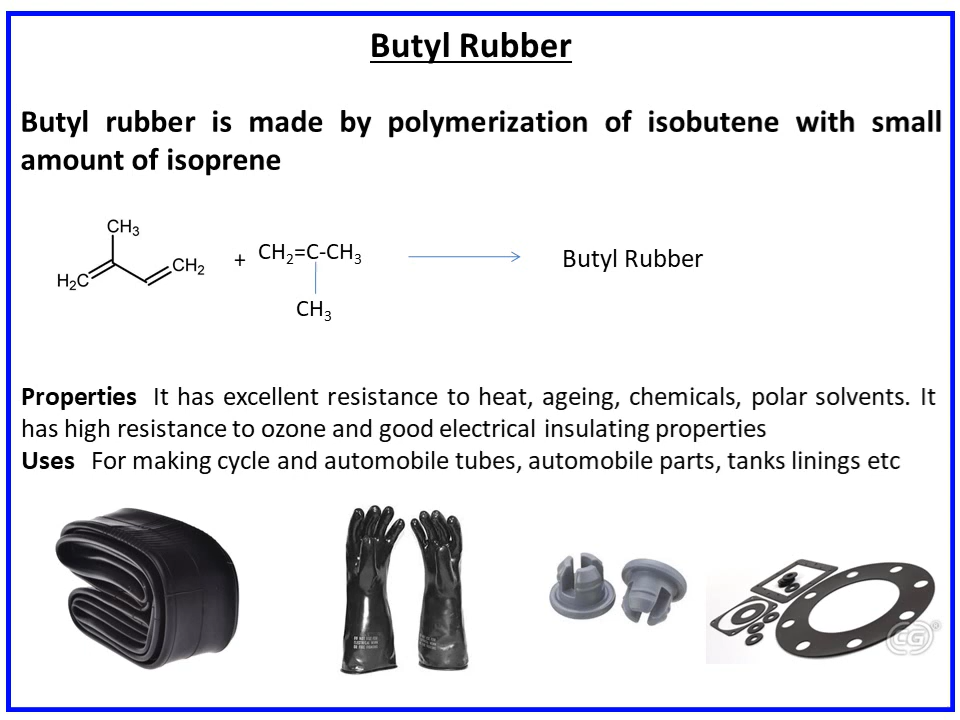 Butyl Rubber
Butyl rubber is made by polymerization of isobutene with small
amount of isoprene
CH₃
H₂C
CH₂
+
CH₂=C-CH₃
CH₃
Butyl Rubber
Properties It has excellent resistance to heat, ageing, chemicals, polar solvents. It
has high resistance to ozone and good electrical insulating properties
Uses For making cycle and automobile tubes, automobile parts, tanks linings etc
CG®